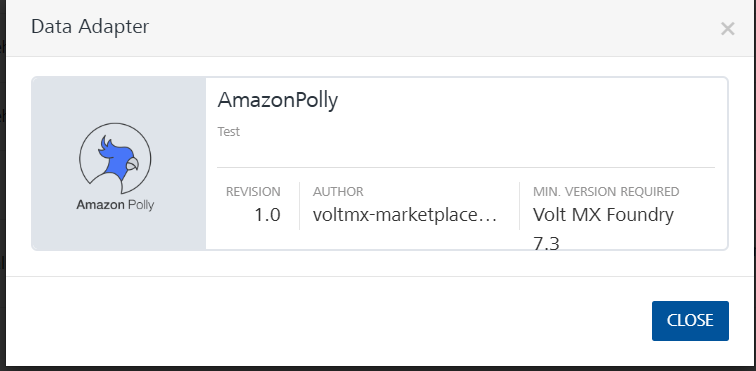 Data Adapter
×
AmazonPolly
Test
Amazon Polly
REVISION
1.0
AUTHOR
voltmx-marketplace...
MIN. VERSION REQUIRED
Volt MX Foundry
7.3
CLOSE